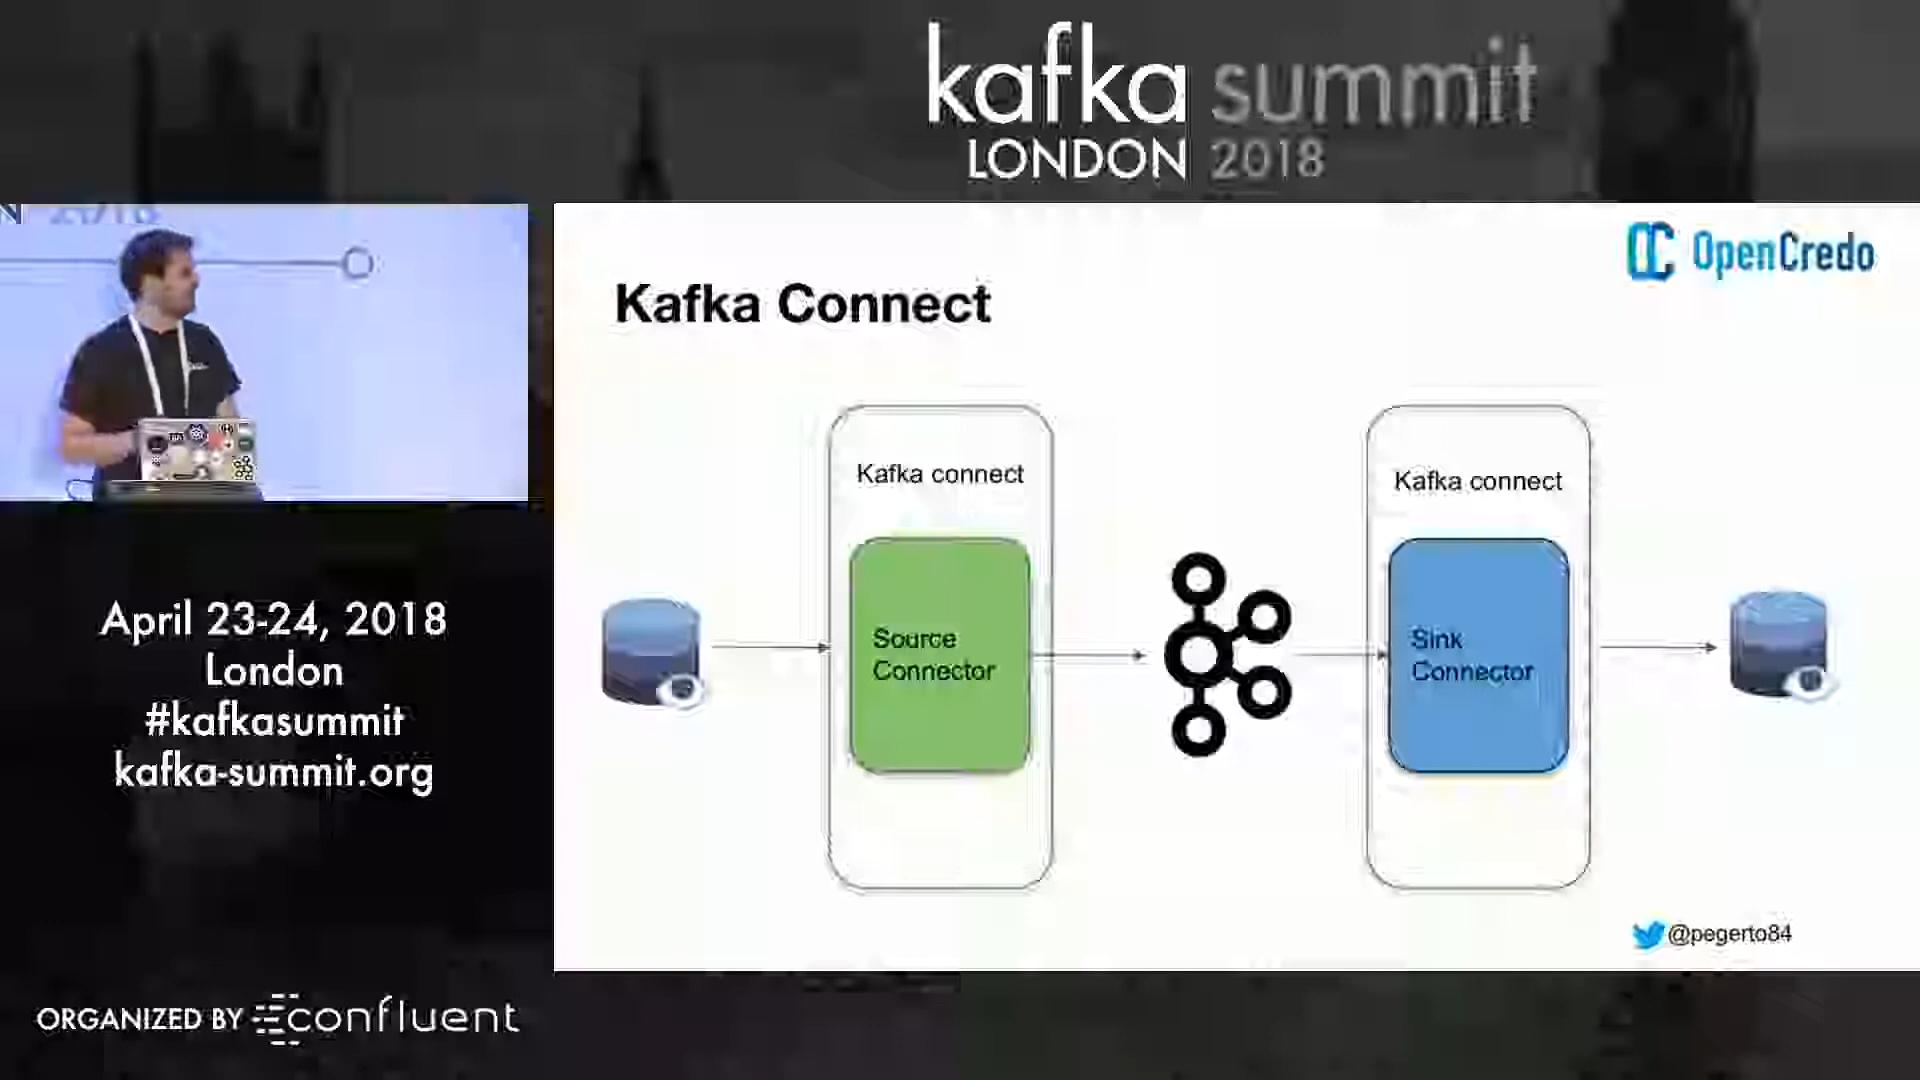 kafka summit
LONDON 2018
OpenCredo
Kafka Connect
Kafka connect
Source
Connector
Kafka connect
Sink
Connector
@pegerto84
April 23-24, 2018
London
#kafkasummit
kafka-summit.org
ORGANIZED BY confluent